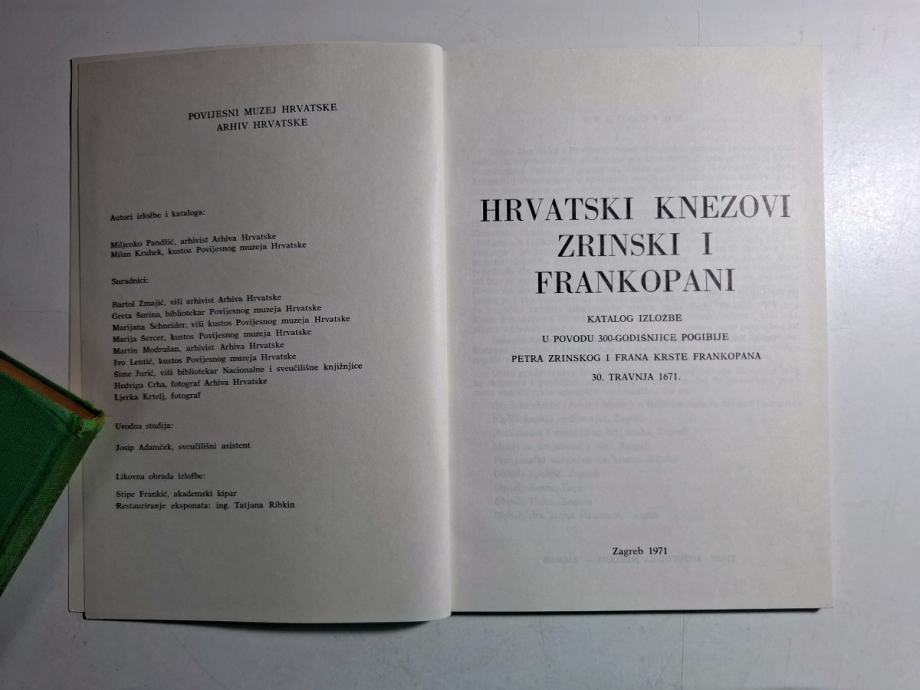 POVIJESNI MUZEJ HRVATSKE
ARHIV HRVATSKE
Autori izložbe i kataloga:
Miljenko Pandžić, arhivist Arhiva Hrvatske
Milan Kruhek, kustos Povijesnog muzeja Hrvatske
Suradnici:
Bartol Zmajić, viši arhivist Arhiva Hrvatske
Greta Šurina, bibliotekar Povijesnog muzeja Hrvatske
Marijana Schneider, viši kustos Povijesnog muzeja Hrvatske
Marija Šercer, kustos Povijesnog muzeja Hrvatske
Martin Modrušan, arhivist Arhiva Hrvatske
Ivo Lentić, kustos Povijesnog muzeja Hrvatske
Šime Jurić, viši bibliotekar Nacionalne i sveučilišne knjižnjice
Hedviga Crha, fotograf Arhiva Hrvatske
Ljerka Krtelj, fotograf
Uvodna studija:
Josip Adamček, sveučilišni asistent
Likovna obrada izložbe:
Stipe Frankić, akademski kipar
Restauriranje eksponata: ing. Tatjana Ribkin
HRVATSKI KNEZOVI
ZRINSKI I
FRANKOPANI
KATALOG IZLOŽBE
U POVODU 300-GODIŠNJICE POGIBIJE
PETRA ZRINSKOG I FRANA KRSTE FRANKOPANA
30. TRAVNJA 1671.
Zagreb 1971